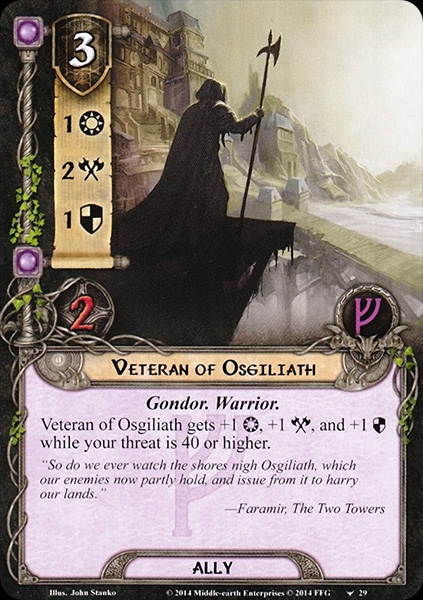 3
1
2
1
2
Veteran of Osgiliath
Gondor. Warrior.
Veteran of Osgiliath gets +1 , +1 , and +1
while your threat is 40 or higher.
“So do we ever watch the shores nigh Osgiliath, which
our enemies now partly hold, and issue from it to harry
our lands.”
—Faramir, The Two Towers
ALLY
Illus. John Stanko
© 2014 Middle-earth Enterprises © 2014 FFG
29